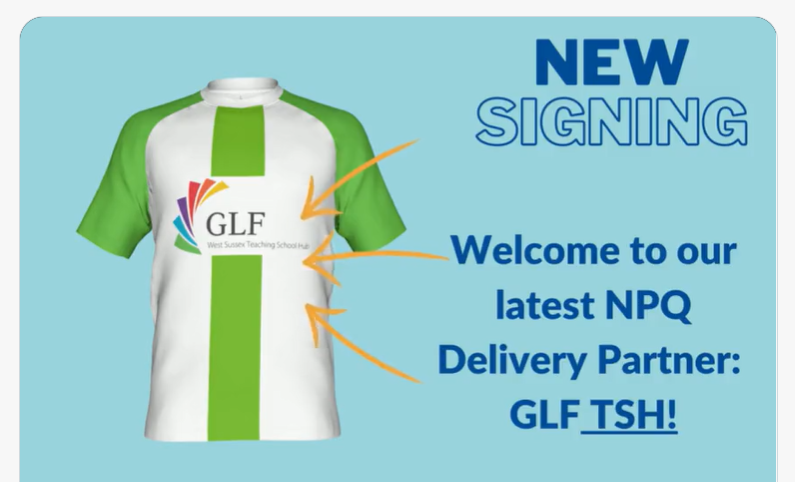 NEW
SIGNING
GLF
West Sussex Teaching School Hub
Welcome to our
latest NPQ
Delivery Partner:
GLF TSH!